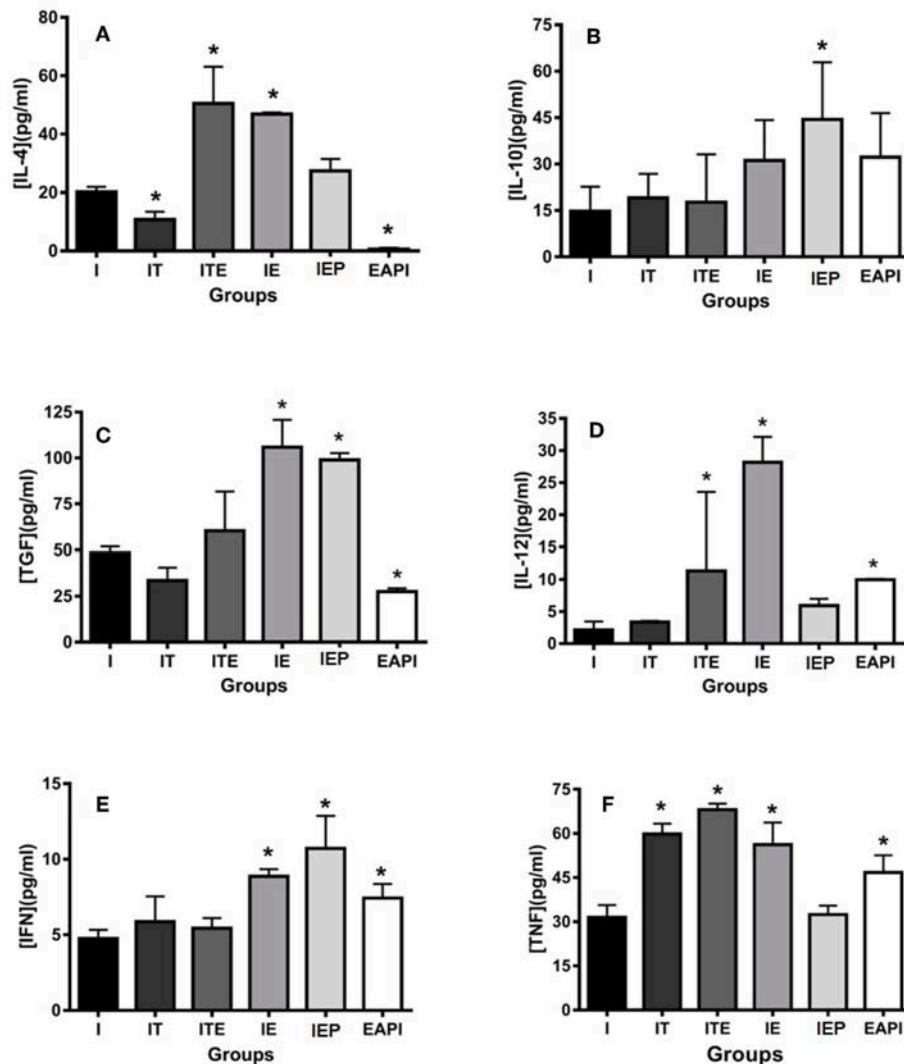 A
[IL-4](pg/ml)
80
60
40
20
0
* * * *
I IT ITE IE IEP EAPI
Groups
B
[IL-10](pg/ml)
75
60
45
30
15
0
*
I IT ITE IE IEP EAPI
Groups
C
[TGF](pg/ml)
125
100
75
50
25
0
* * *
I IT ITE IE IEP EAPI
Groups
D
[IL-12](pg/ml)
35
30
25
20
15
10
5
0
* * *
I IT ITE IE IEP EAPI
Groups
E
[IFN](pg/ml)
15
10
5
0
* * *
I IT ITE IE IEP EAPI
Groups
F
[TNF](pg/ml)
75
60
45
30
15
0
* * * *
I IT ITE IE IEP EAPI
Groups